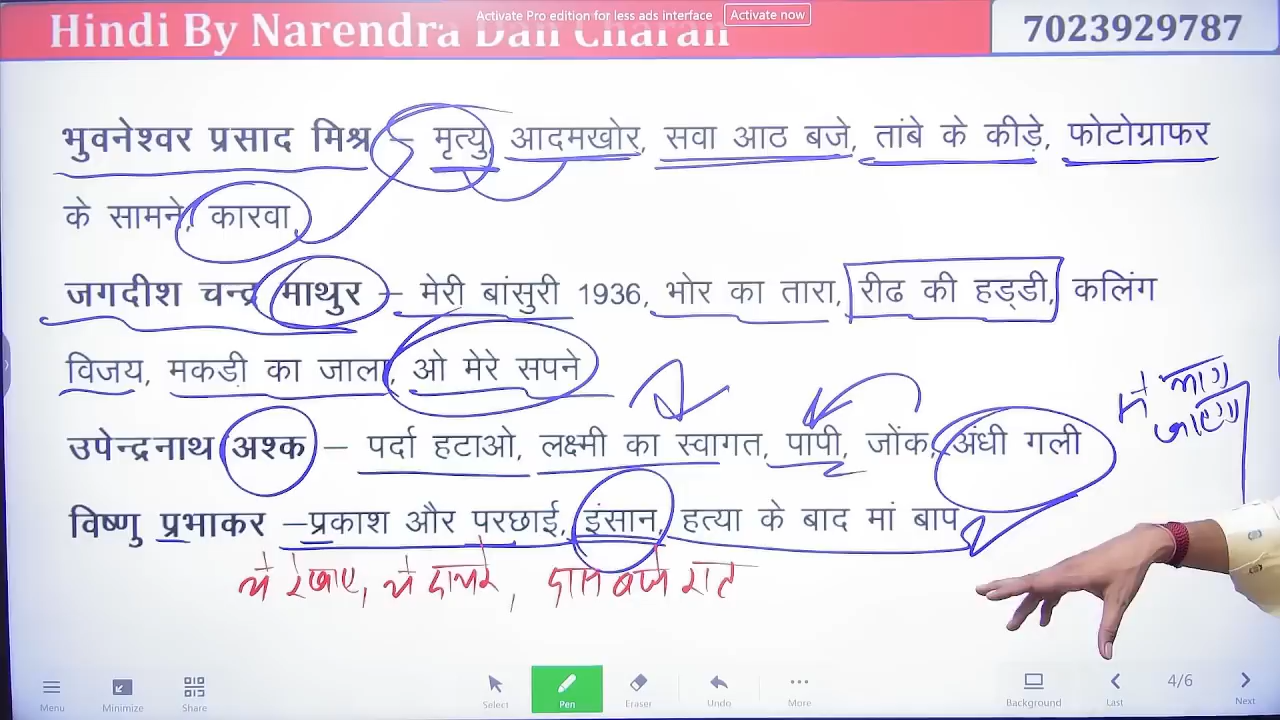 Activate Pro edition for less ads interface Activate now
Hindi By Narendra Dan Charan
7023929787
भुवनेश्वर प्रसाद मिश्र – मृत्यु आदमखोर, सवा आठ बजे, तांबे के कीड़े, फोटोग्राफर
के सामने, कारवा,
जगदीश चन्द्र माथुर – मेरी बांसुरी 1936, भोर का तारा, रीढ की हड्डी, कलिंग
विजय, मकडी का जाला, ओ मेरे सपने
उपेन्द्रनाथ अश्क – पर्दा हटाओ, लक्ष्मी का स्वागत, पापी, जोंक, अंधी गली
विष्णु प्रभाकर –प्रकाश और परछाई, इंसान, हत्या के बाद मां बाप
ये रेखाए, ये दायरे, बजे रात
Menu Minimize Share Select Pen Eraser Undo More Background Last 4/6 Next